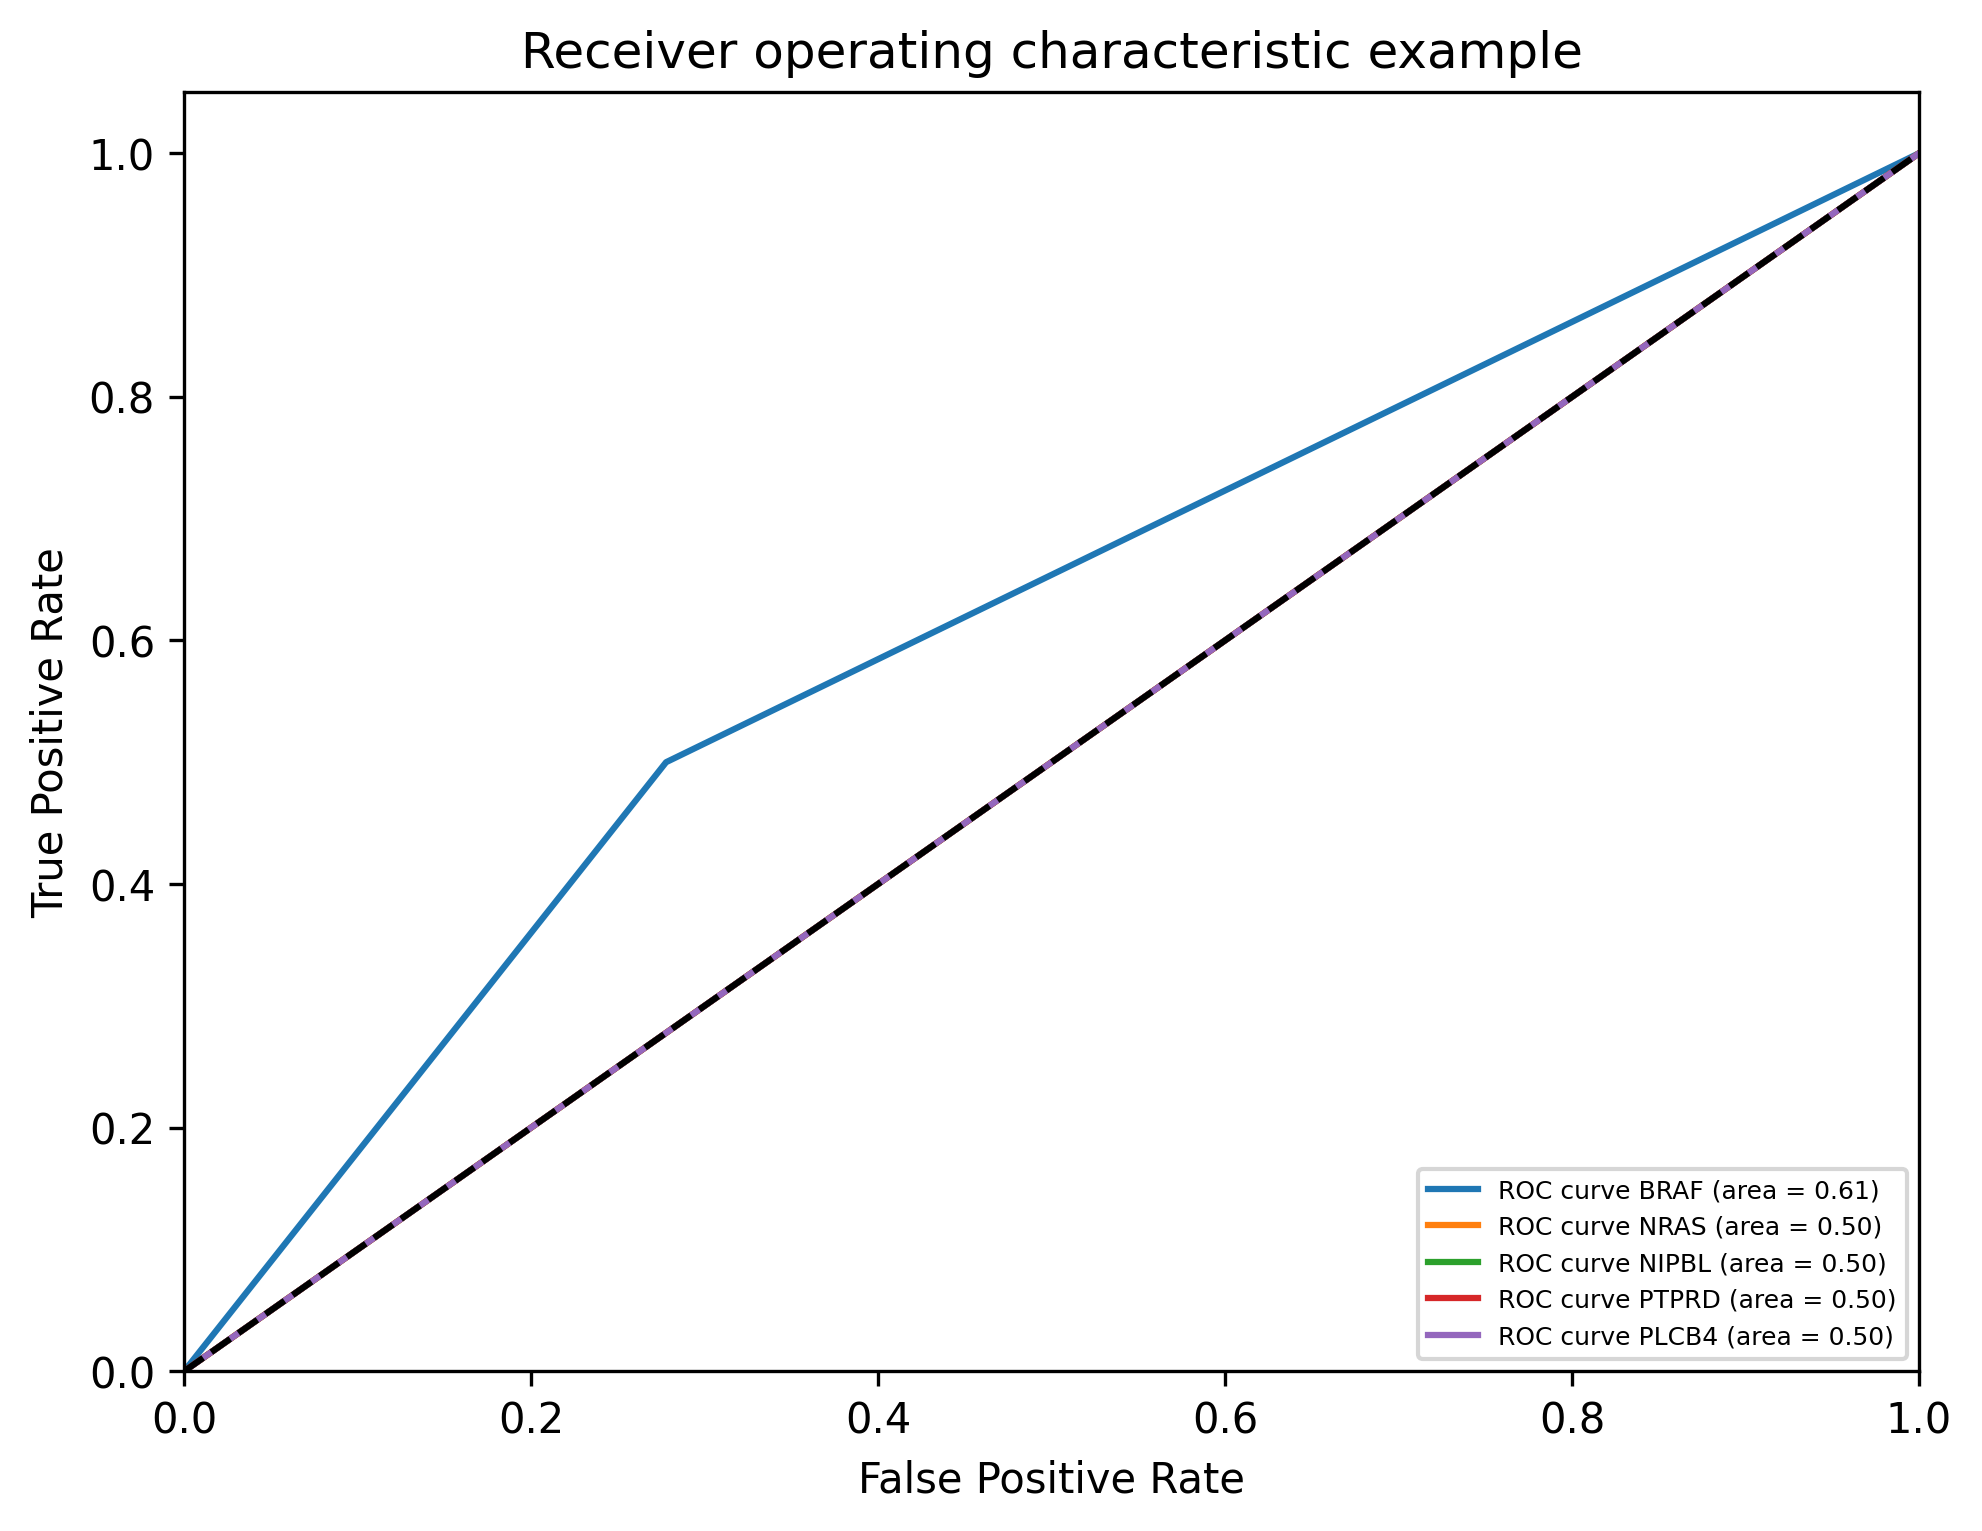 Receiver operating characteristic example
True Positive Rate
1.0
0.8
0.6
0.4
0.2
0.0
0.0 0.2 0.4 0.6 0.8 1.0
False Positive Rate
ROC curve BRAF (area = 0.61)
ROC curve NRAS (area = 0.50)
ROC curve NIPBL (area = 0.50)
ROC curve PTPRD (area = 0.50)
ROC curve PLCB4 (area = 0.50)